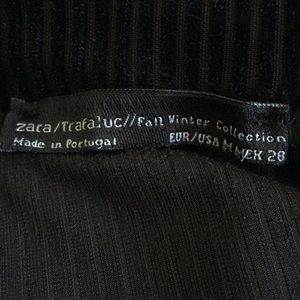 zara/Trafaluc//Fall Winter Collection
Made in Portugal EUR/USA M MEX 28